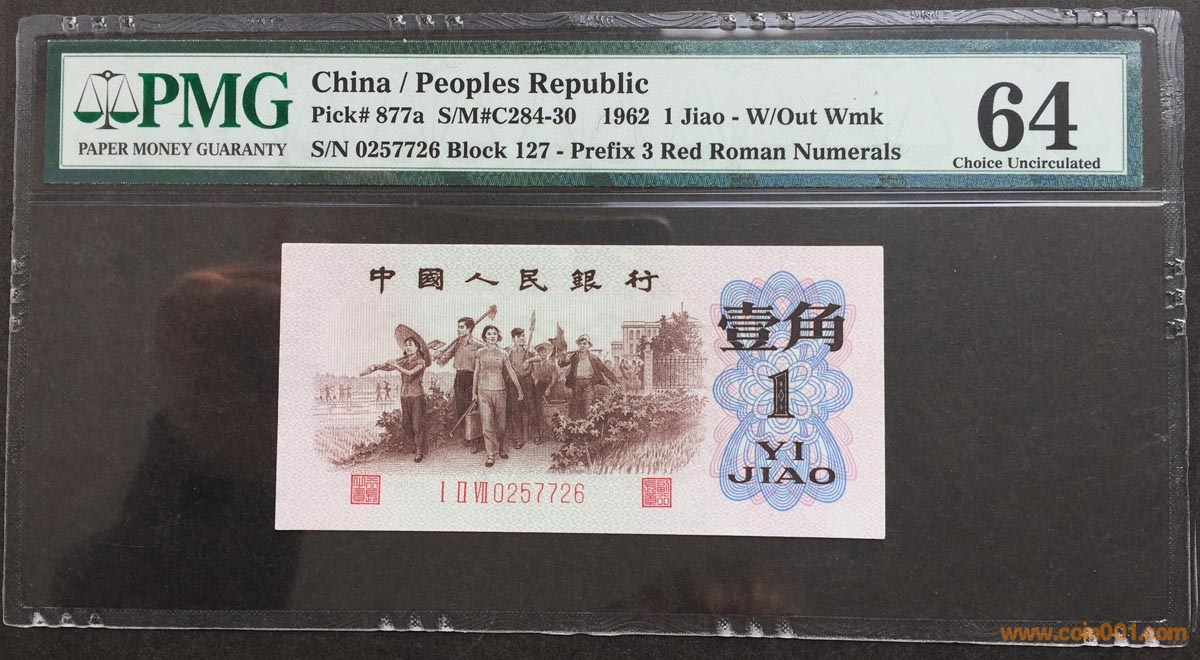 PMG
PAPER MONEY GUARANTY
China / Peoples Republic
Pick# 877a S/M#C284-30 1962 1 Jiao - W/Out Wmk
S/N 0257726 Block 127 - Prefix 3 Red Roman Numerals
64
Choice Uncirculated
中國人民銀行
壹角
1
YI
JIAO
I II VII 0257726
www.coin001.com